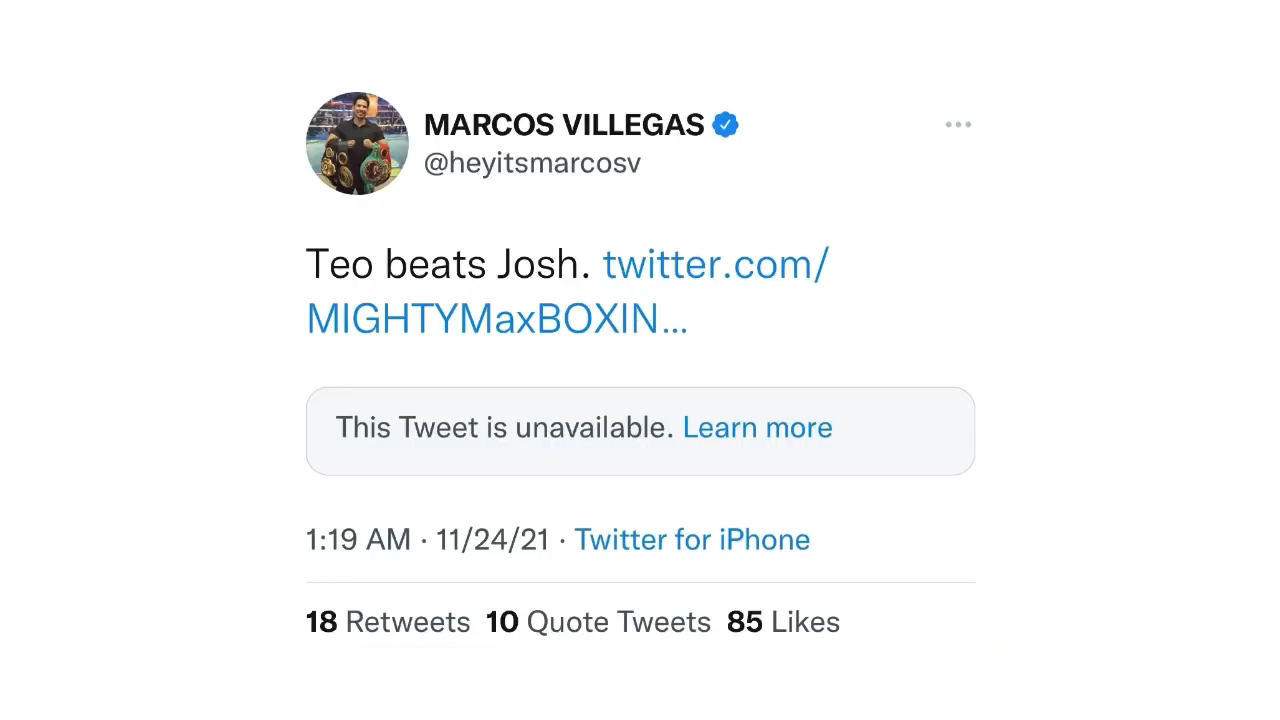 MARCOS VILLEGAS
@heyitsmarcosv
Teo beats Josh. twitter.com/
MIGHTYMaxBOXIN...
This Tweet is unavailable. Learn more
1:19 AM · 11/24/21 · Twitter for iPhone
18 Retweets 10 Quote Tweets 85 Likes